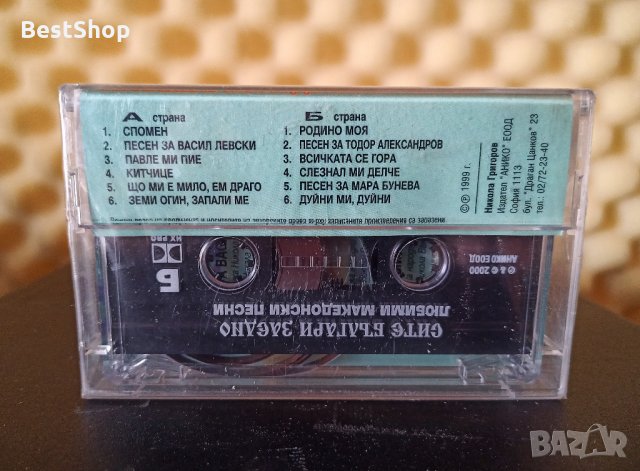 BestShop
А страна
1. СПОМЕН
2. ПЕСЕН ЗА ВАСИЛ ЛЕВСКИ
3. ПАВЛЕ МИ ПИЕ
4. КИТЧИЦЕ
5. ЩО МИ Е МИЛО, ЕМ ДРАГО
6. ЗЕМИ ОГИН, ЗАПАЛИ МЕ
Б страна
1. РОДИНО МОЯ
2. ПЕСЕН ЗА ТОДОР АЛЕКСАНДРОВ
3. ВСИЧКАТА СЕ ГОРА
4. СЛЕЗНАЛ МИ ДЕЛЧЕ
5. ПЕСЕН ЗА МАРА БУНЕВА
6. ДУЙНИ МИ, ДУЙНИ
© ℗ 1999 г.
Никола Григоров
Издател "АНИКО" ЕООД
София 1113
бул. "Драган Цанков" 23
тел.: 02/72-23-40
Б
HX PRO
℗ & © 2000
АНИКО ЕООД
СИТЕ БЪЛГАРИ ЗАЕДНО
ЛЮБИМИ МАКЕДОНСКИ ПЕСНИ
BAZAR
bg